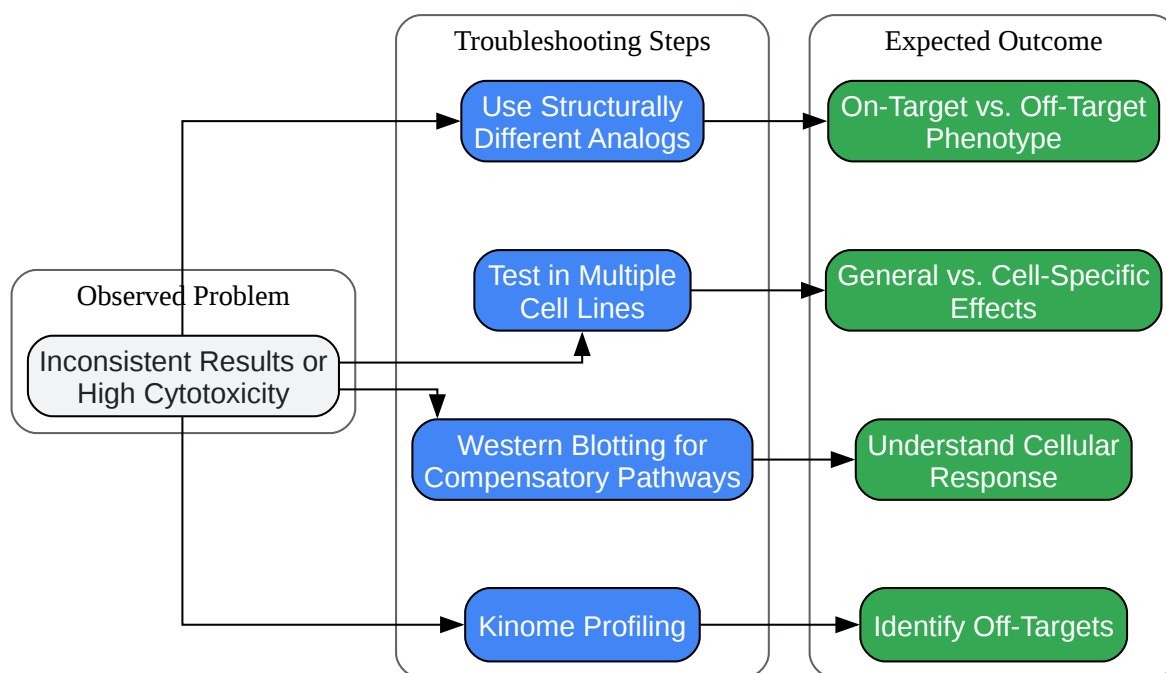 Troubleshooting Steps
Expected Outcome
Use Structurally
Different Analogs
On-Target vs. Off-Target
Phenotype
Observed Problem
Inconsistent Results or
High Cytotoxicity
Test in Multiple
Cell Lines
General vs. Cell-Specific
Effects
Western Blotting for
Compensatory Pathways
Understand Cellular
Response
Kinome Profiling
Identify Off-Targets